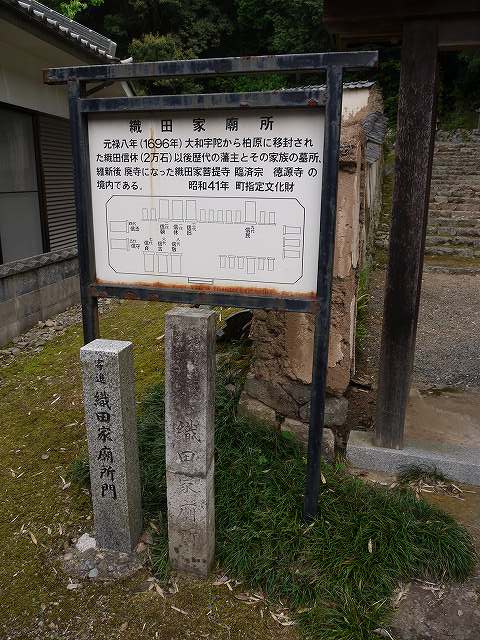 織田家廟所
元禄八年(1696年)大和宇陀から柏原に移封され
た織田信休(2万石)以後歴代の藩主とその家族の墓所、
維新後 廃寺になった織田家菩提寺 臨済宗 徳源寺 の
境内である。 昭和41年 町指定文化財
寄進 織田家廟所門
織田家廟所